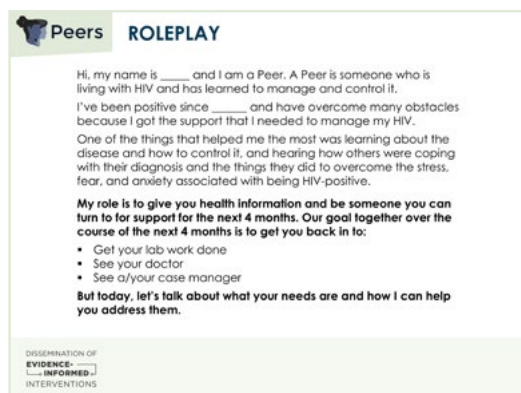 Peers
ROLEPLAY
Hi, my name is _____ and I am a Peer. A Peer is someone who is
living with HIV and has learned to manage and control it.
I've been positive since ______ and have overcome many obstacles
because I got the support that I needed to manage my HIV.
One of the things that helped me the most was learning about the
disease and how to control it, and hearing how others were coping
with their diagnosis and the things they did to overcome the stress,
fear, and anxiety associated with being HIV-positive.
My role is to give you health information and be someone you can
turn to for support for the next 4 months. Our goal together over the
course of the next 4 months is to get you back in to:
▪ Get your lab work done
▪ See your doctor
▪ See a/your case manager
But today, let's talk about what your needs are and how I can help
you address them.
DISSEMINATION OF
EVIDENCE-
INFORMED
INTERVENTIONS